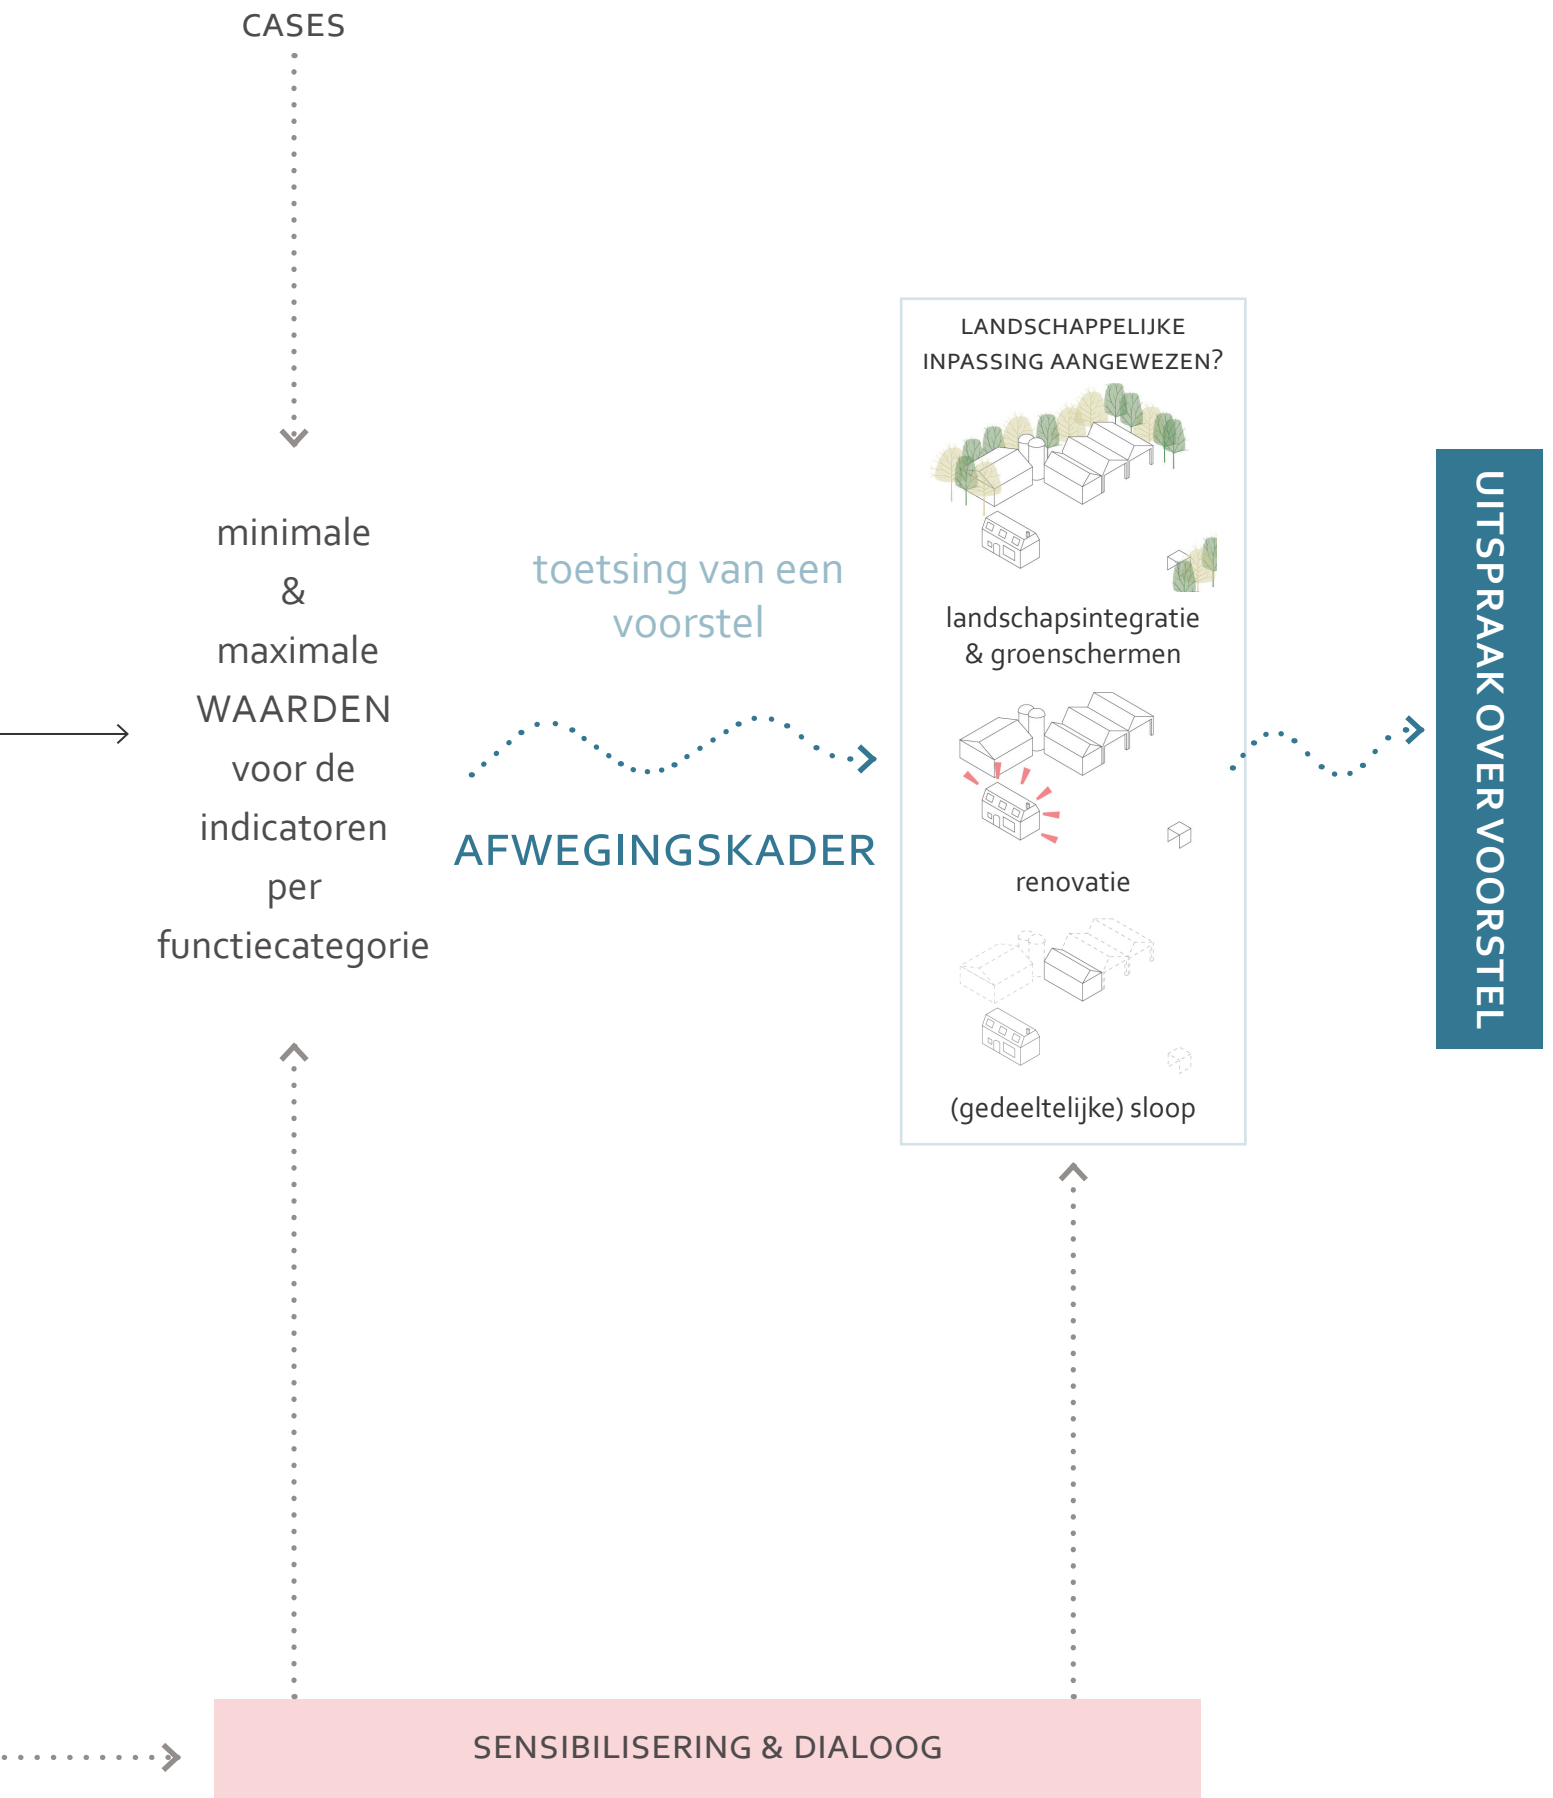 CASES
minimale
&
maximale
WAARDEN
voor de
indicatoren
per
functiecategorie
toetsing van een
voorstel
AFWEGINGSKADER
LANDSCHAPPELIJKE
INPASSING AANGEWEZEN?
landschapsintegratie
& groenschermen
renovatie
(gedeeltelijke) sloop
UITSPRAAK OVER VOORSTEL
SENSIBILISERING & DIALOOG